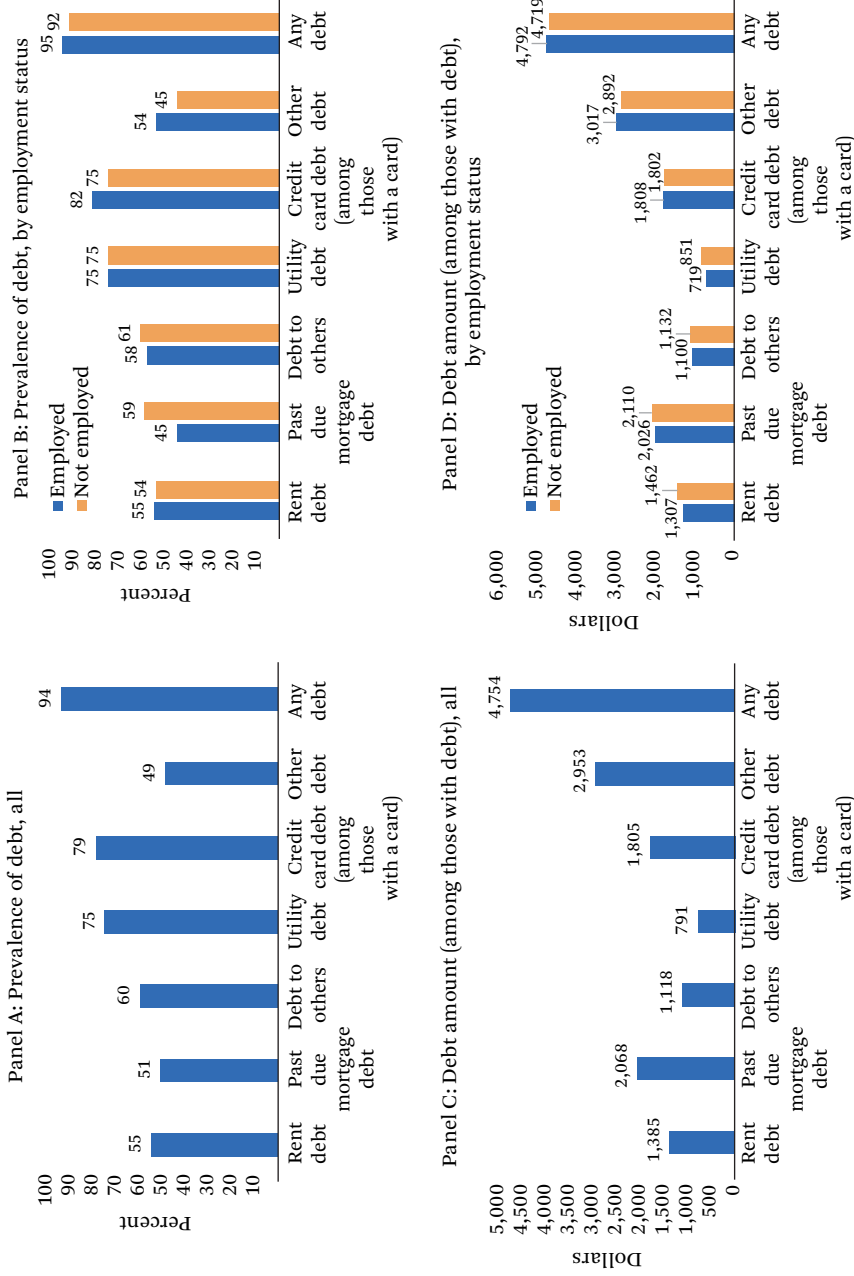 Panel A: Prevalence of debt, all
Percent
100
90
80
70
60
50
40
30
20
10
55
51
60
75
79
49
94
Rent debt
Past due mortgage debt
Debt to others
Utility debt
Credit card debt (among those with a card)
Other debt
Any debt
Panel B: Prevalence of debt, by employment status
Employed
Not employed
Percent
100
90
80
70
60
50
40
30
20
10
55 54
45 59
58 61
75 75
82 75
54 45
95 92
Rent debt
Past due mortgage debt
Debt to others
Utility debt
Credit card debt (among those with a card)
Other debt
Any debt
Panel C: Debt amount (among those with debt), all
Dollars
5,000
4,500
4,000
3,500
3,000
2,500
2,000
1,500
1,000
500
0
1,385
2,068
1,118
791
1,805
2,953
4,754
Rent debt
Past due mortgage debt
Debt to others
Utility debt
Credit card debt (among those with a card)
Other debt
Any debt
Panel D: Debt amount (among those with debt),
by employment status
Employed
Not employed
Dollars
6,000
5,000
4,000
3,000
2,000
1,000
0
1,307 1,462
2,026 2,110
1,100 1,132
719 851
1,808 1,802
3,017 2,892
4,792 4,719
Rent debt
Past due mortgage debt
Debt to others
Utility debt
Credit card debt (among those with a card)
Other debt
Any debt